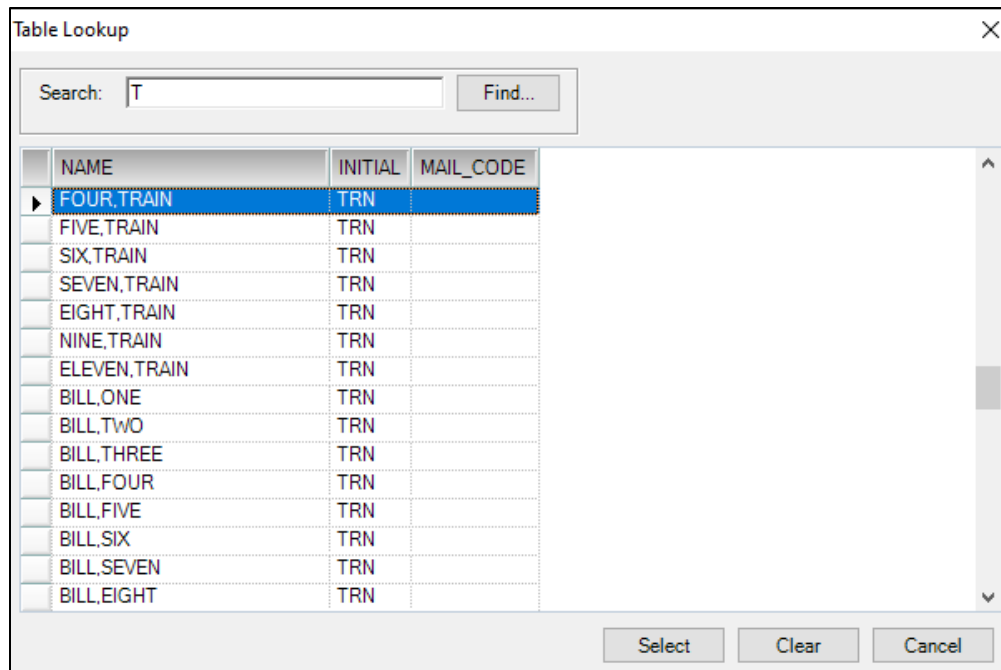 Table Lookup
Search: T Find...
NAME INITIAL MAIL_CODE
FOUR,TRAIN TRN
FIVE,TRAIN TRN
SIX,TRAIN TRN
SEVEN,TRAIN TRN
EIGHT,TRAIN TRN
NINE,TRAIN TRN
ELEVEN,TRAIN TRN
BILL,ONE TRN
BILL,TWO TRN
BILL,THREE TRN
BILL,FOUR TRN
BILL,FIVE TRN
BILL,SIX TRN
BILL,SEVEN TRN
BILL,EIGHT TRN
Select Clear Cancel